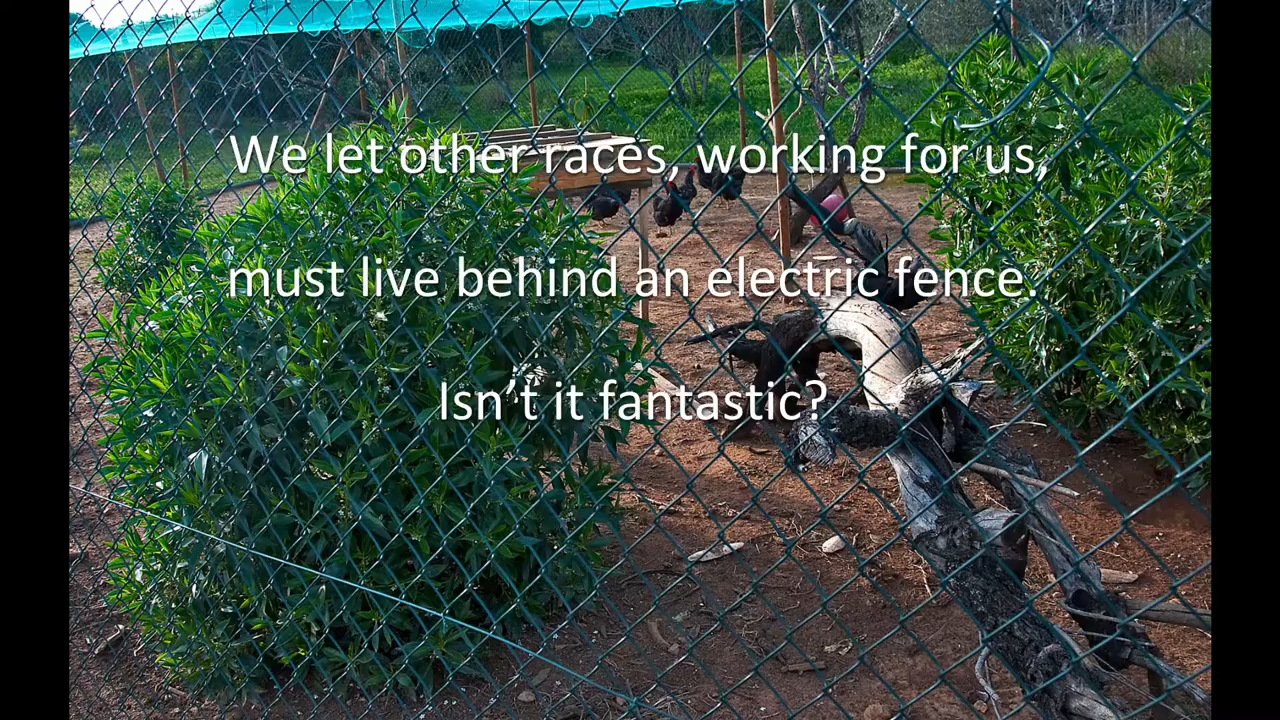 We let other races, working for us,
must live behind an electric fence.
Isn’t it fantastic?